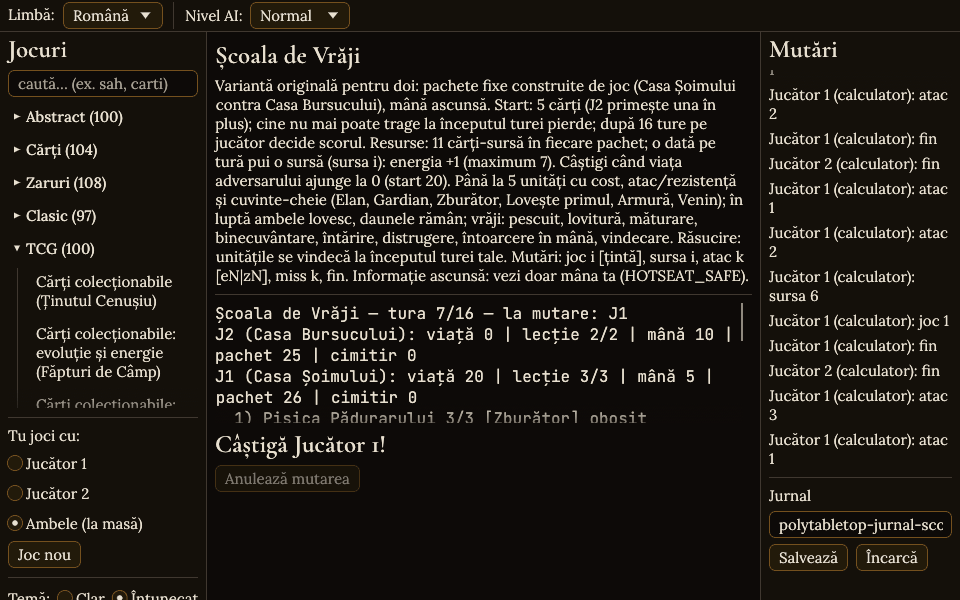 Limbă:
Română
Nivel AI:
Normal
Jocuri
caută... (ex. sah, carti)
Abstract (100)
Cărți (104)
Zaruri (108)
Clasic (97)
TCG (100)
Cărți colecționabile
(Ținutul Cenușiu)
Cărți colecționabile:
evoluție și energie
(Făpturi de Câmp)
Cărți colecționabile:
Tu joci cu:
Jucător 1
Jucător 2
Ambele (la masă)
Joc nou
Temă:
Clar
Întunecat
Școala de Vrăji
Variantă originală pentru doi: pachete fixe construite de joc (Casa Șoimului
contra Casa Bursucului), mână ascunsă. Start: 5 cărți (J2 primește una în
plus); cine nu mai poate trage la începutul turei pierde; după 16 ture pe
jucător decide scorul. Resurse: 11 cărți-sursă în fiecare pachet; o dată pe
tură pui o sursă (sursa i): energia +1 (maximum 7). Câștigi când viața
adversarului ajunge la 0 (start 20). Până la 5 unități cu cost, atac/rezistență
și cuvinte-cheie (Elan, Gardian, Zburător, Lovește primul, Armură, Venin); în
luptă ambele lovesc, daunele rămân; vrăji: pescuit, lovitură, măturare,
binecuvântare, întărire, distrugere, întoarcere în mână, vindecare. Răsucire:
unitățile se vindecă la începutul turei tale. Mutări: joc i [țintă], sursa i, atac k
[eN|zN], miss k, fin. Informație ascunsă: vezi doar mâna ta (HOTSEAT_SAFE).
Școala de Vrăji — tura 7/16 — la mutare: J1
J2 (Casa Bursucului): viață 0 | lecție 2/2 | mână 10 |
pachet 25 | cimitir 0
J1 (Casa Șoimului): viață 20 | lecție 3/3 | mână 5 |
pachet 26 | cimitir 0
1) Pisica Pădurarului 3/3 [Zburător] obosit
Câștigă Jucător 1!
Anulează mutarea
Mutări
1
Jucător 1 (calculator): atac
2
Jucător 1 (calculator): fin
Jucător 2 (calculator): fin
Jucător 1 (calculator): atac
1
Jucător 1 (calculator): atac
2
Jucător 1 (calculator):
sursa 6
Jucător 1 (calculator): joc 1
Jucător 1 (calculator): fin
Jucător 2 (calculator): fin
Jucător 1 (calculator): atac
3
Jucător 1 (calculator): atac
1
Jurnal
polytabletop-jurnal-sco
Salvează
Încarcă